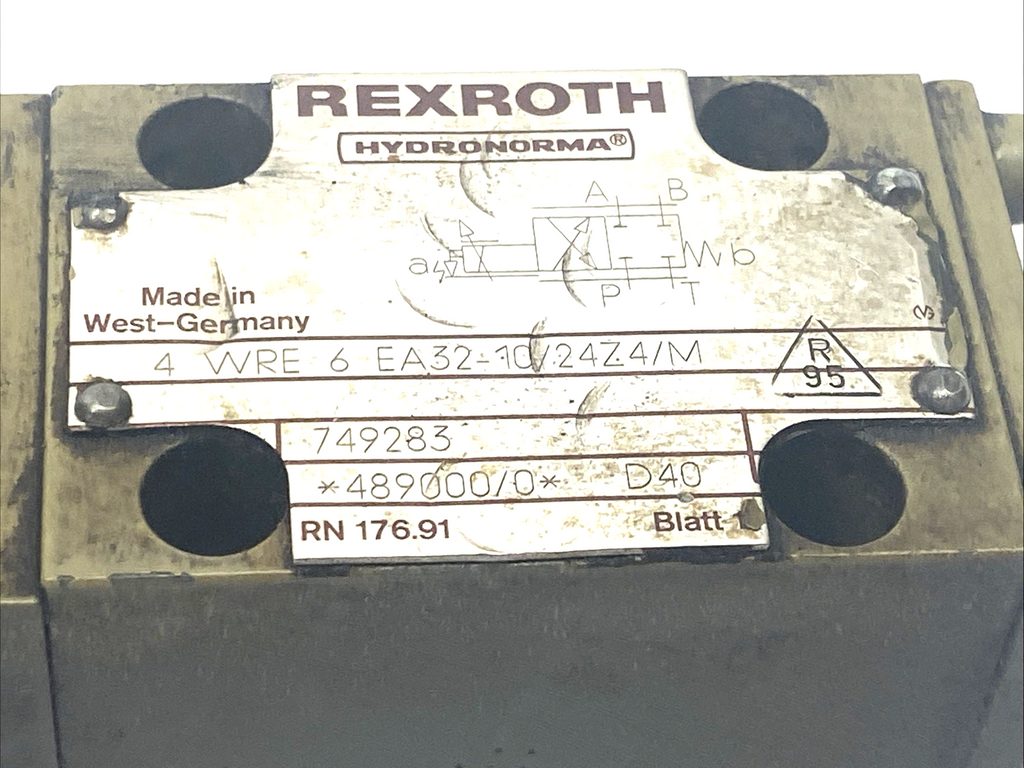 REXROTH
HYDRONORMA®
A B
a b
P T
Made in
West-Germany
3
4 WRE 6 EA32-10/24Z4/M
R
95
749283
*489000/0* D40
RN 176.91 Blatt